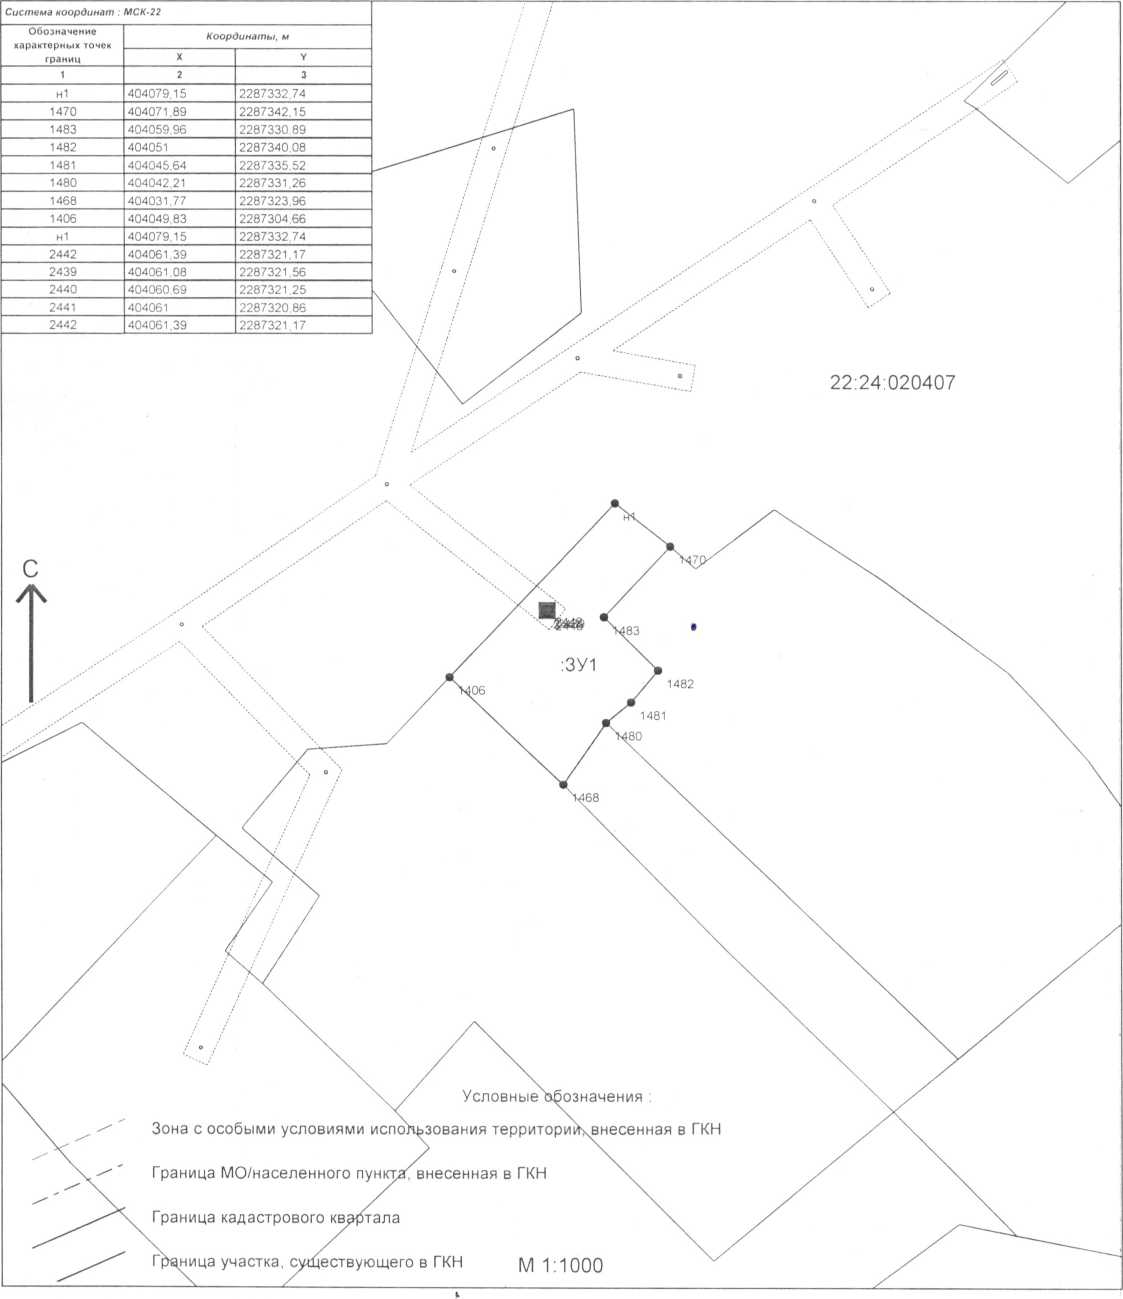 Система координат : МСК-22
Обозначение характерных точек границ
Координаты, м
X Y
1 2 3
н1 404079,15 2287332,74
1470 404071,89 2287342,15
1483 404059,96 2287330,89
1482 404051 2287340,08
1481 404045,64 2287335,52
1480 404042,21 2287331,26
1468 404031,77 2287323,96
1406 404049,83 2287304,66
н1 404079,15 2287332,74
2442 404061,39 2287321,17
2439 404061,08 2287321,56
2440 404060,69 2287321,25
2441 404061 2287320,86
2442 404061,39 2287321,17
22:24:020407
н1
1470
С
1483
:ЗУ1
1482
1406
1481
1480
1468
Условные обозначения :
Зона с особыми условиями использования территории, внесенная в ГКН
Граница МО/населенного пункта, внесенная в ГКН
Граница кадастрового квартала
Граница участка, существующего в ГКН
М 1:1000